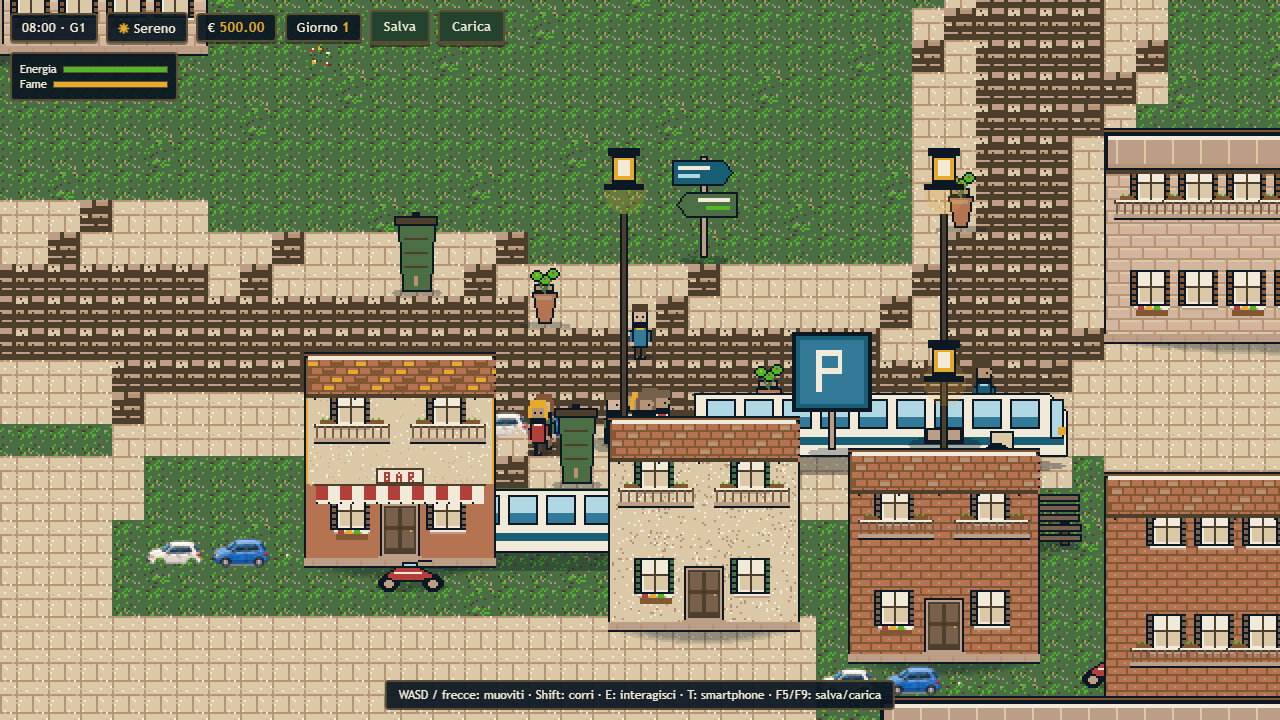 08:00 · G1
Sereno
€ 500.00
Giorno 1
Salva
Carica
Energia
Fame
P
BAR
WASD / frecce: muoviti · Shift: corri · E: interagisci · T: smartphone · F5/F9: salva/carica